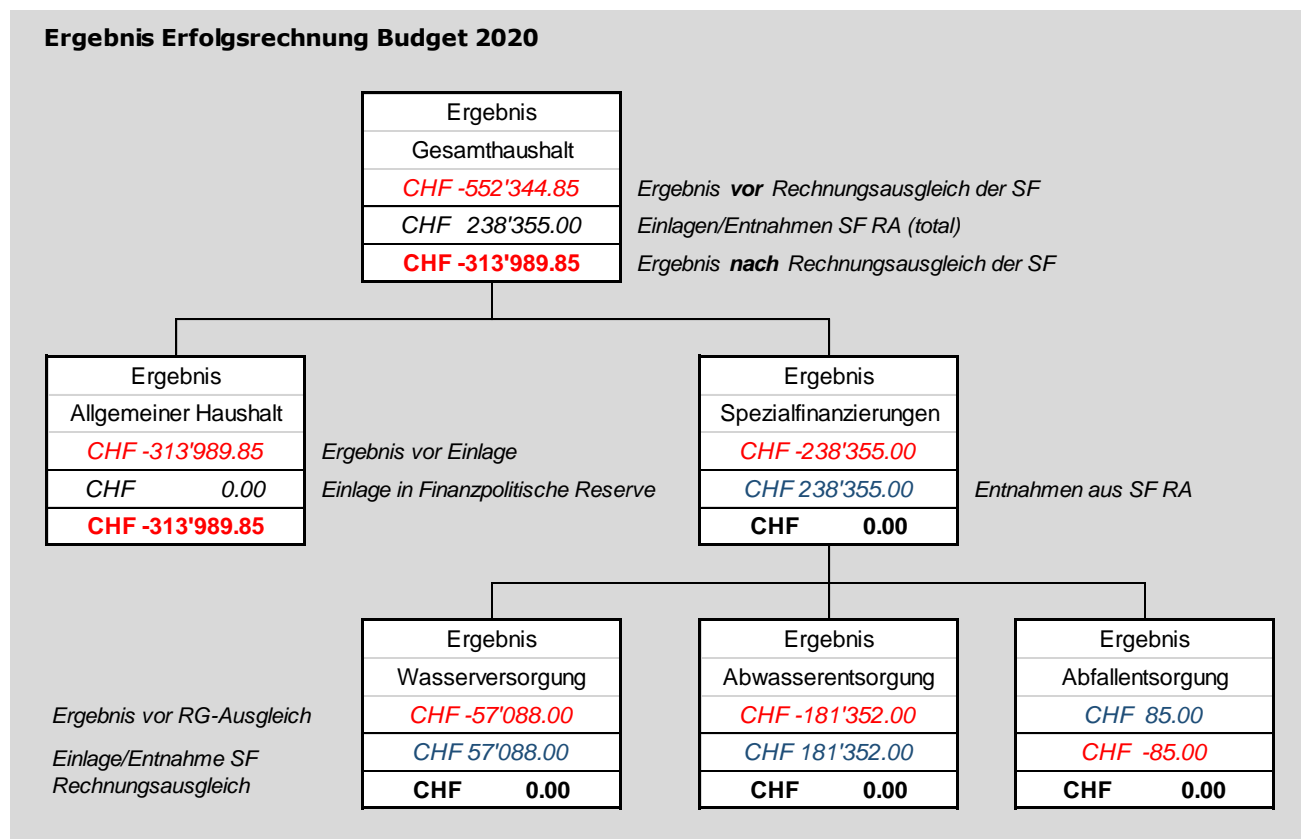 Ergebnis Erfolgsrechnung Budget 2020
Ergebnis
Gesamthaushalt
CHF -552'344.85 Ergebnis vor Rechnungsausgleich der SF
CHF 238'355.00 Einlagen/Entnahmen SF RA (total)
CHF -313'989.85 Ergebnis nach Rechnungsausgleich der SF
Ergebnis
Allgemeiner Haushalt
CHF -313'989.85 Ergebnis vor Einlage
CHF 0.00 Einlage in Finanzpolitische Reserve
CHF -313'989.85
Ergebnis
Spezialfinanzierungen
CHF -238'355.00
CHF 238'355.00 Entnahmen aus SF RA
CHF 0.00
Ergebnis vor RG-Ausgleich
Einlage/Entnahme SF
Rechnungsausgleich
Ergebnis
Wasserversorgung
CHF -57'088.00
CHF 57'088.00
CHF 0.00
Ergebnis
Abwasserentsorgung
CHF -181'352.00
CHF 181'352.00
CHF 0.00
Ergebnis
Abfallentsorgung
CHF 85.00
CHF -85.00
CHF 0.00